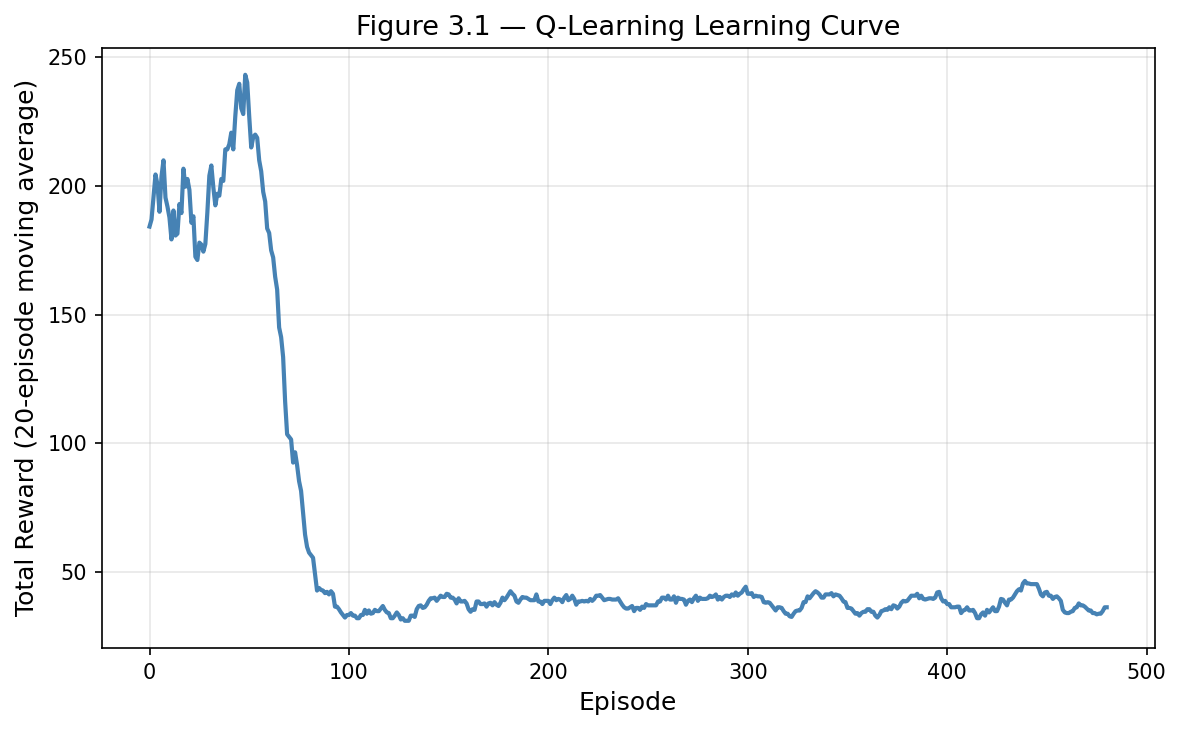 Figure 3.1 — Q-Learning Learning Curve
Total Reward (20-episode moving average)
250
200
150
100
50
0 100 200 300 400 500
Episode